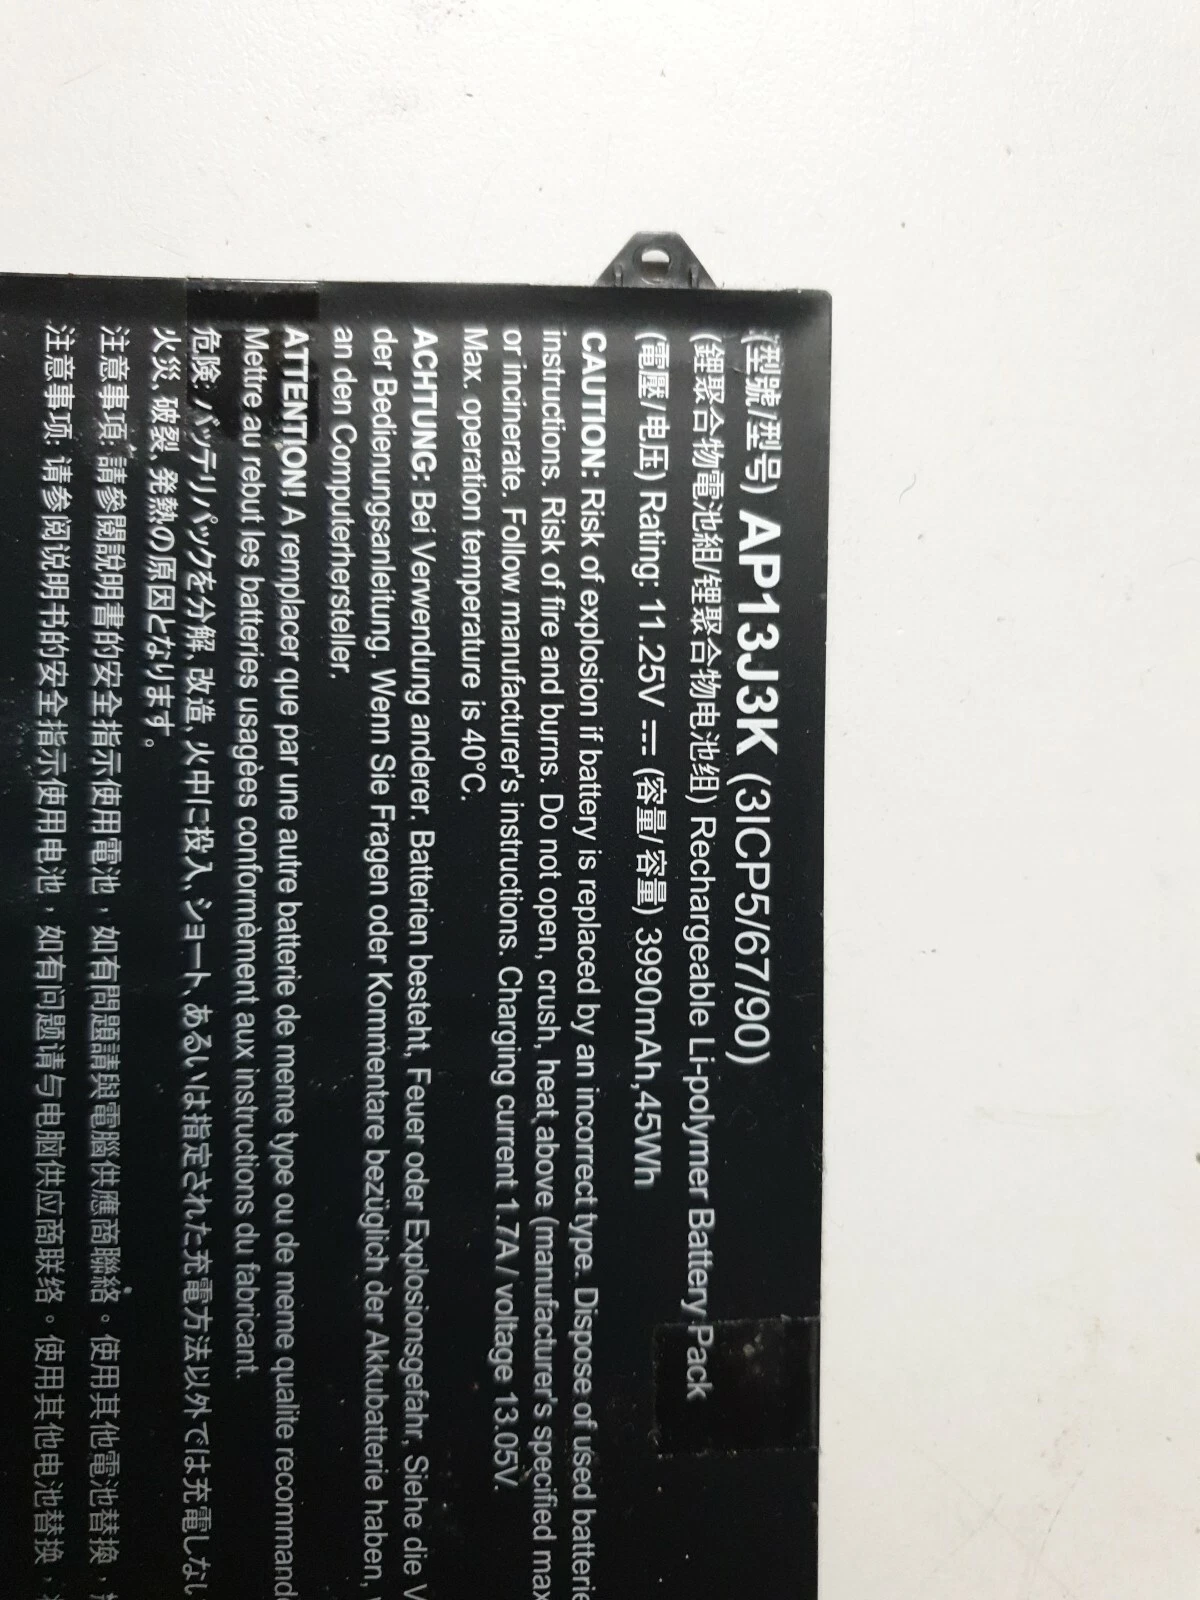 (型號/型号) AP13J3K (3ICP5/67/90)
(鋰聚合物電池組/锂聚合物电池组) Rechargeable Li-polymer Battery Pack
(電壓/电压) Rating: 11.25V ⎓ (容量/容量) 3990mAh,45Wh
CAUTION: Risk of explosion if battery is replaced by an incorrect type. Dispose of used batterie
instructions. Risk of fire and burns. Do not open, crush, heat above (manufacturer's specified max
or incinerate. Follow manufacturer's instructions. Charging current 1.7A / voltage 13.05V.
Max. operation temperature is 40°C.
ACHTUNG: Bei Verwendung anderer. Batterien besteht, Feuer oder Explosionsgefahr, Siehe die V
der Bedienungsanleitung. Wenn Sie Fragen oder Kommentare bezüglich der Akkubatterie haben,
an den Computerhersteller.
ATTENTION! A remplacer que par une autre batterie de meme type ou de meme qualite recommand
Mettre au rebut les batteries usagèes conformèment aux instructions du fabricant.
危険: バッテリパックを分解, 改造, 火中に投入, ショート, あるいは指定された充電方法以外では充電しない
火災, 破裂, 発熱の原因となります。
注意事項: 請參閱說明書的安全指示使用電池，如有問題請與電腦供應商聯絡。使用其他電池替換，
注意事项: 请参阅说明书的安全指示使用电池，如有问题请与电脑供应商联络。使用其他电池替换，